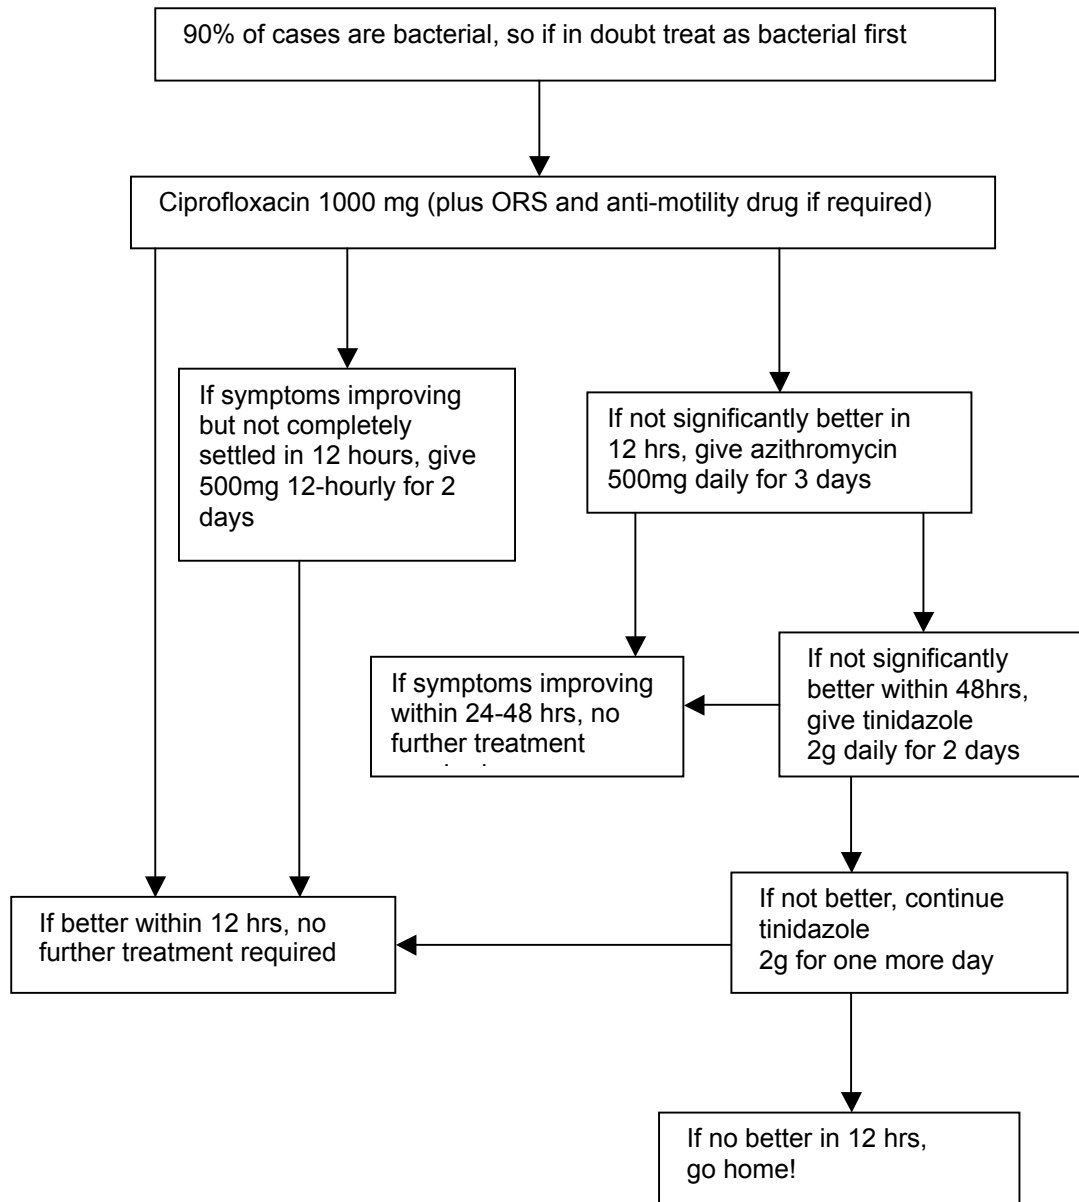 90% of cases are bacterial, so if in doubt treat as bacterial first
Ciprofloxacin 1000 mg (plus ORS and anti-motility drug if required)
If symptoms improving
but not completely
settled in 12 hours, give
500mg 12-hourly for 2
days
If not significantly better in
12 hrs, give azithromycin
500mg daily for 3 days
If symptoms improving
within 24-48 hrs, no
further treatment
If not significantly
better within 48hrs,
give tinidazole
2g daily for 2 days
If better within 12 hrs, no
further treatment required
If not better, continue
tinidazole
2g for one more day
If no better in 12 hrs,
go home!